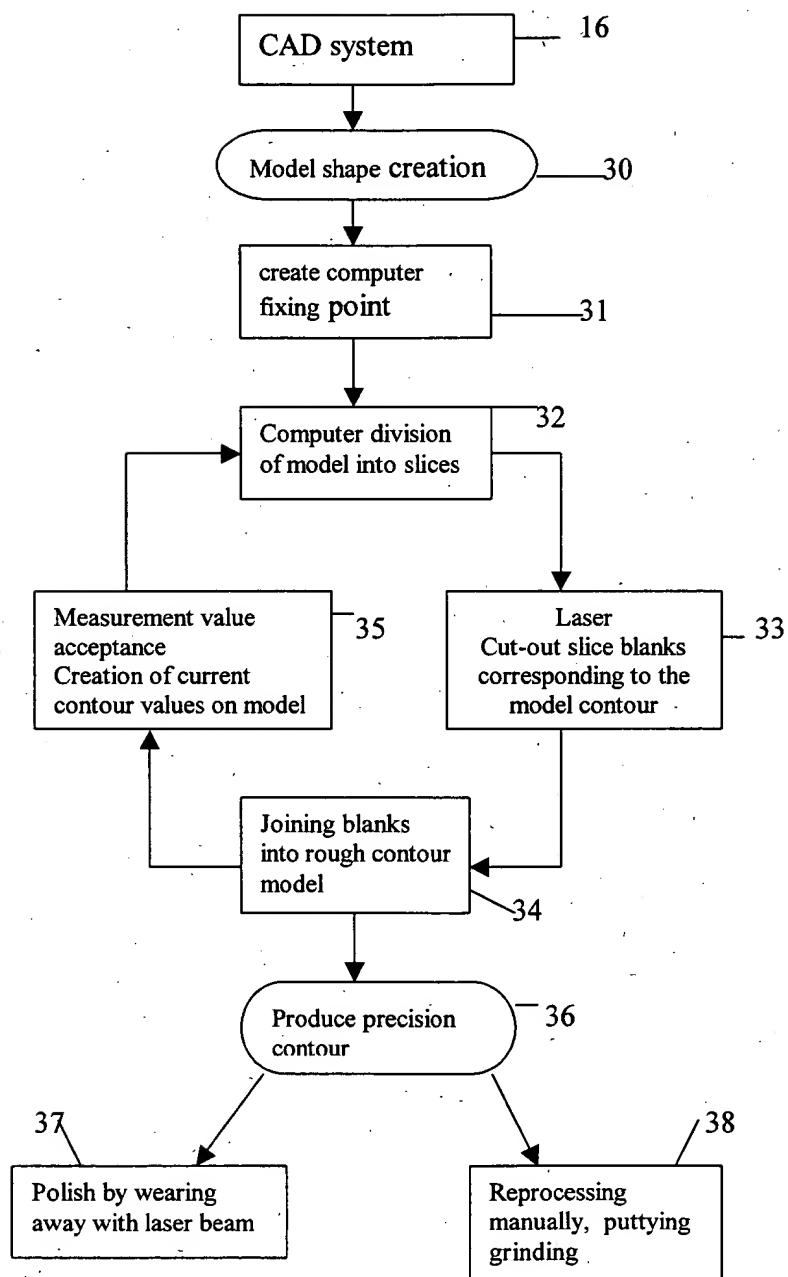 CAD system
16
Model shape creation
30
create computer
fixing point
31
32
Computer division
of model into slices
Measurement value
acceptance
Creation of current
contour values on model
35
Laser
Cut-out slice blanks
corresponding to the
model contour
33
Joining blanks
into rough contour
model
34
Produce precision
contour
36
37
Polish by wearing
away with laser beam
38
Reprocessing
manually, puttying
grinding